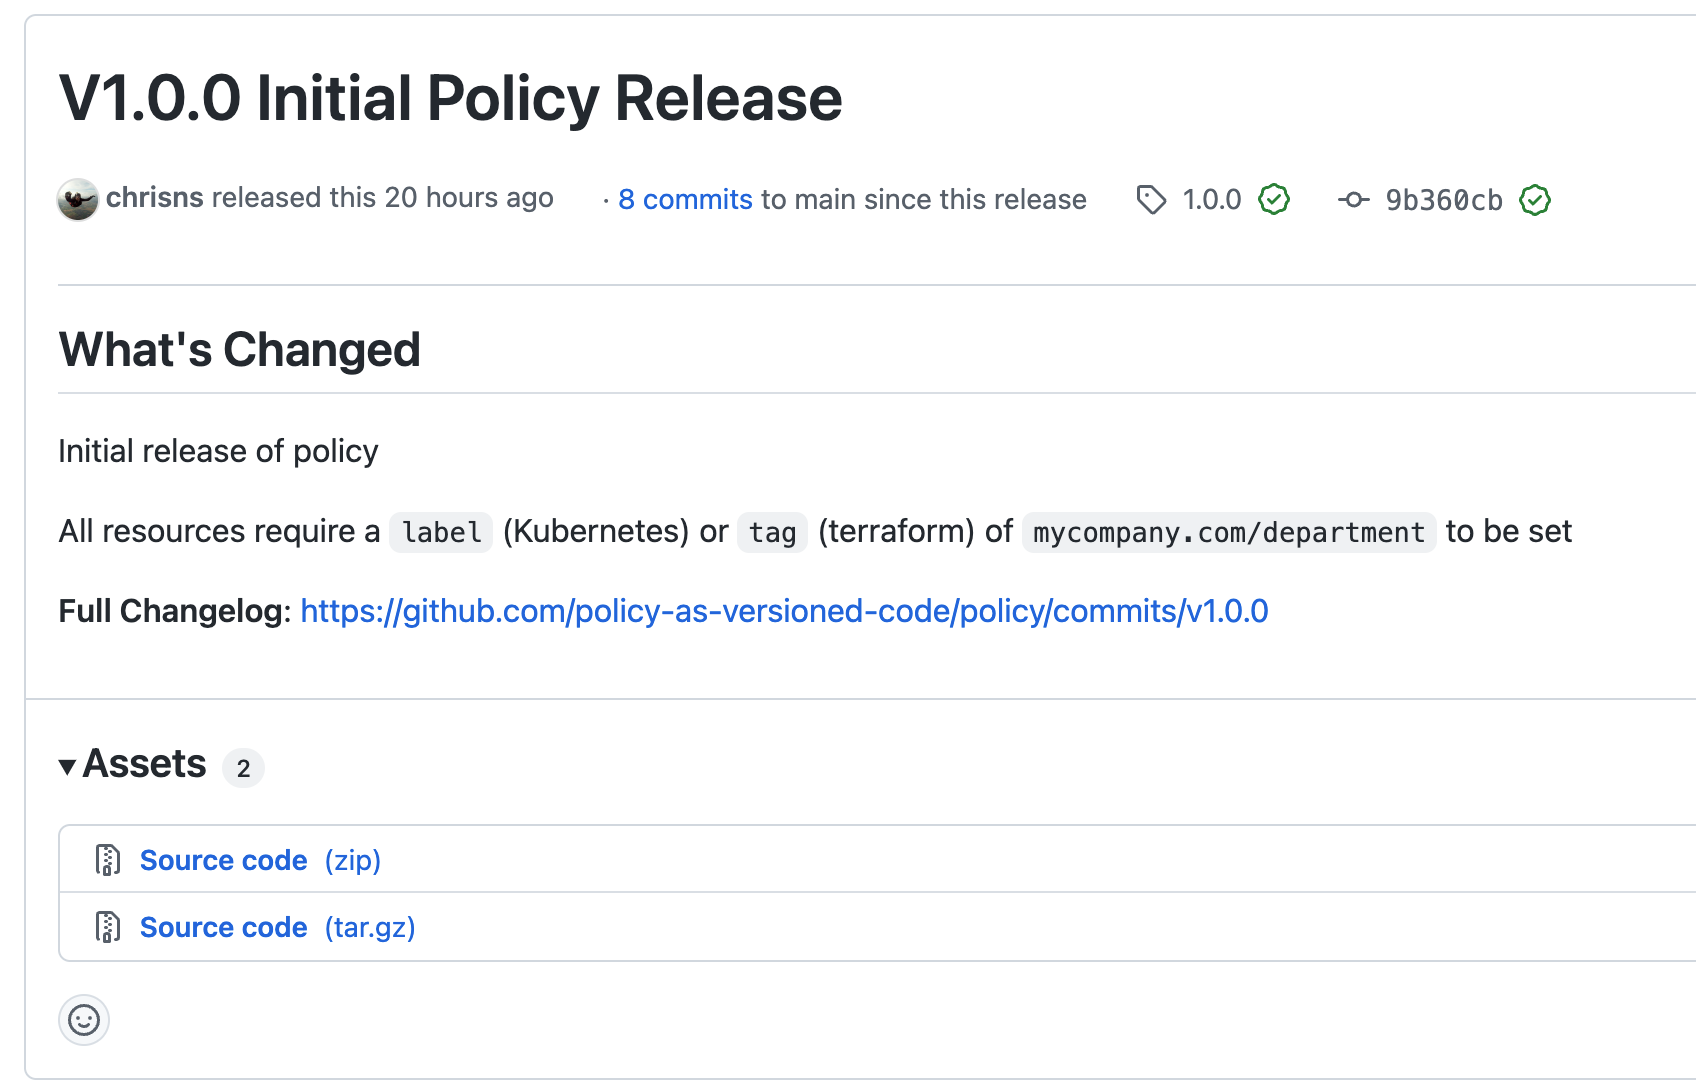 V1.0.0 Initial Policy Release
chrisns released this 20 hours ago · 8 commits to main since this release 1.0.0 9b360cb
What's Changed
Initial release of policy
All resources require a label (Kubernetes) or tag (terraform) of mycompany.com/department to be set
Full Changelog: https://github.com/policy-as-versioned-code/policy/commits/v1.0.0
Assets 2
Source code (zip)
Source code (tar.gz)